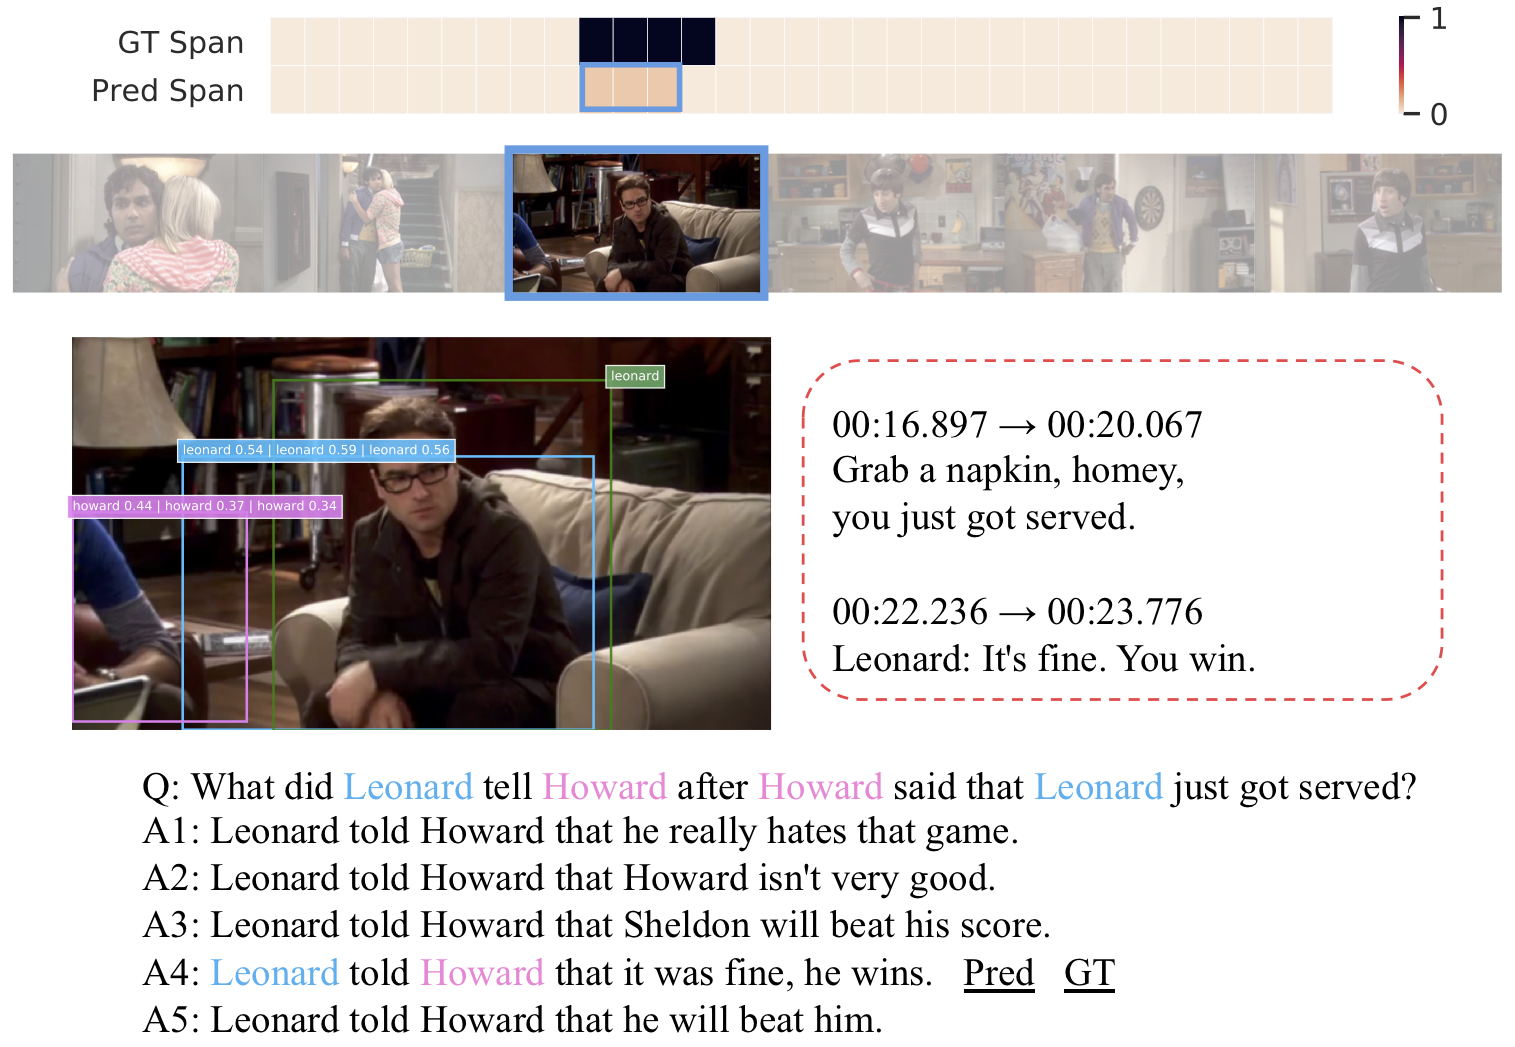 GT Span
Pred Span
1
0
leonard
leonard 0.54 | leonard 0.59 | leonard 0.56
howard 0.44 | howard 0.37 | howard 0.34
00:16.897 → 00:20.067
Grab a napkin, homey,
you just got served.
00:22.236 → 00:23.776
Leonard: It's fine. You win.
Q: What did Leonard tell Howard after Howard said that Leonard just got served?
A1: Leonard told Howard that he really hates that game.
A2: Leonard told Howard that Howard isn't very good.
A3: Leonard told Howard that Sheldon will beat his score.
A4: Leonard told Howard that it was fine, he wins. Pred GT
A5: Leonard told Howard that he will beat him.